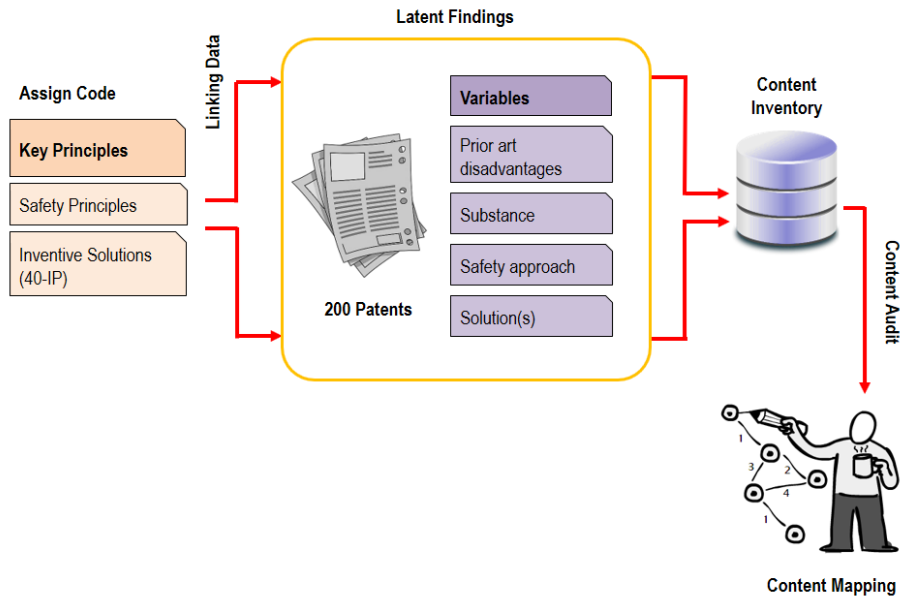 Latent Findings
Assign Code
Key Principles
Safety Principles
Inventive Solutions
(40-IP)
Linking Data
200 Patents
Variables
Prior art
disadvantages
Substance
Safety approach
Solution(s)
Content
Inventory
Content Audit
1
3
2
4
1
Content Mapping